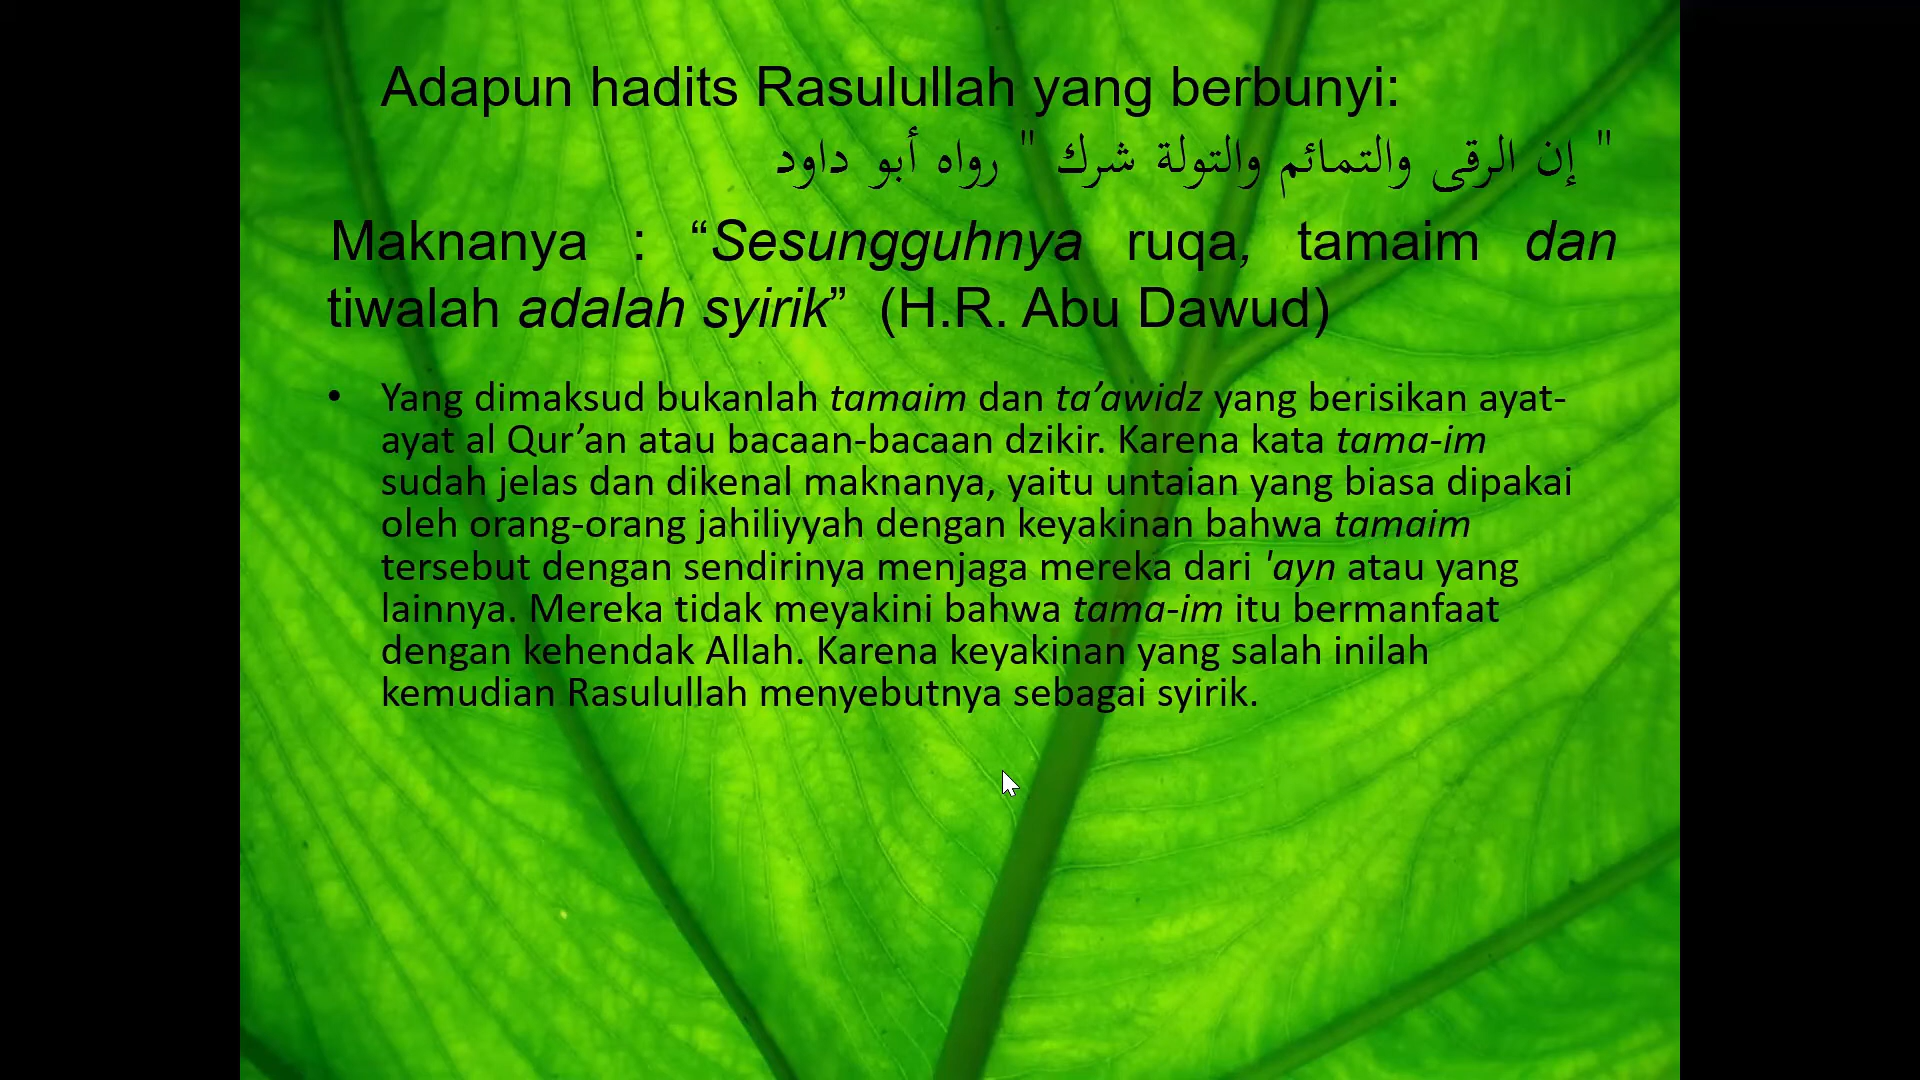 Adapun hadits Rasulullah yang berbunyi:
" إن الرقى والتمائم والتولة شرك " رواه أبو داود
Maknanya : “Sesungguhnya ruqa, tamaim dan
tiwalah adalah syirik” (H.R. Abu Dawud)
• Yang dimaksud bukanlah tamaim dan ta’awidz yang berisikan ayat-
ayat al Qur’an atau bacaan-bacaan dzikir. Karena kata tama-im
sudah jelas dan dikenal maknanya, yaitu untaian yang biasa dipakai
oleh orang-orang jahiliyyah dengan keyakinan bahwa tamaim
tersebut dengan sendirinya menjaga mereka dari 'ayn atau yang
lainnya. Mereka tidak meyakini bahwa tama-im itu bermanfaat
dengan kehendak Allah. Karena keyakinan yang salah inilah
kemudian Rasulullah menyebutnya sebagai syirik.